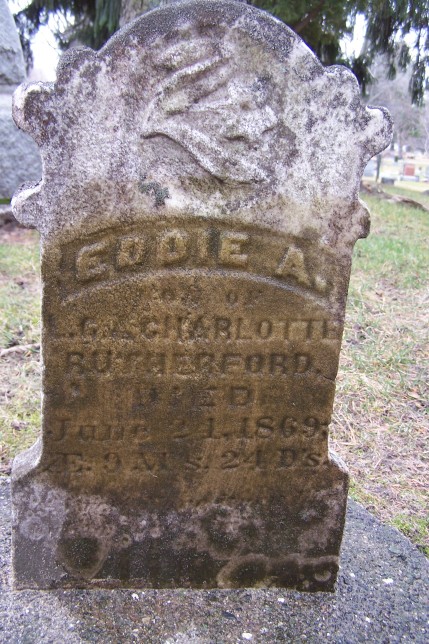 EDDIE A.
SON OF
L.G.& CHARLOTTE
RUTHERFORD.
DIED
June 21.1869:
Æ. 9 Ms. 24 Ds.